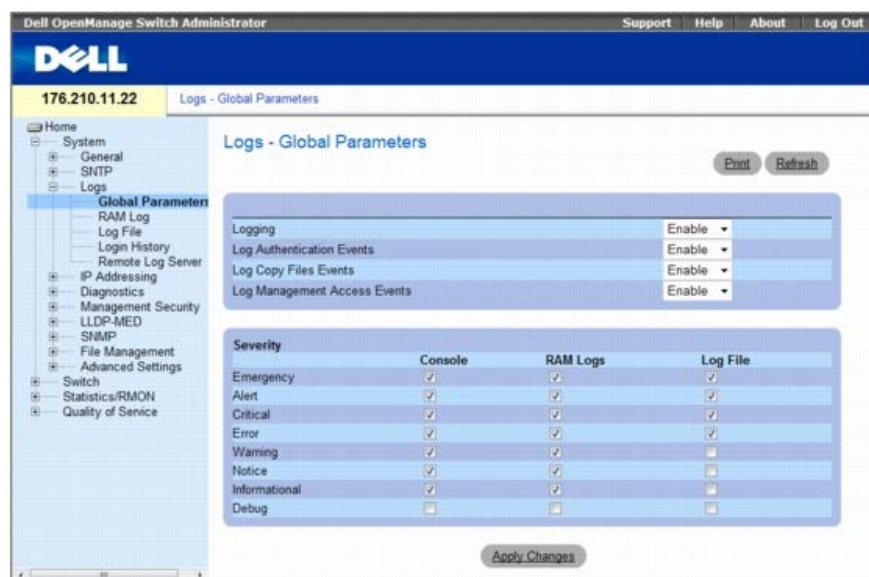 Dell OpenManage Switch Administrator Support Help About Log Out
DELL
176.210.11.22 Logs - Global Parameters
Home
System
General
SNTP
Logs
Global Parameters
RAM Log
Log File
Login History
Remote Log Server
IP Addressing
Diagnostics
Management Security
LLDP-MED
SNMP
File Management
Advanced Settings
Switch
Statistics/RMON
Quality of Service
Logs - Global Parameters
Print Refresh
Logging Enable
Log Authentication Events Enable
Log Copy Files Events Enable
Log Management Access Events Enable
Severity
Console RAM Logs Log File
Emergency
Alert
Critical
Error
Warning
Notice
Informational
Debug
Apply Changes